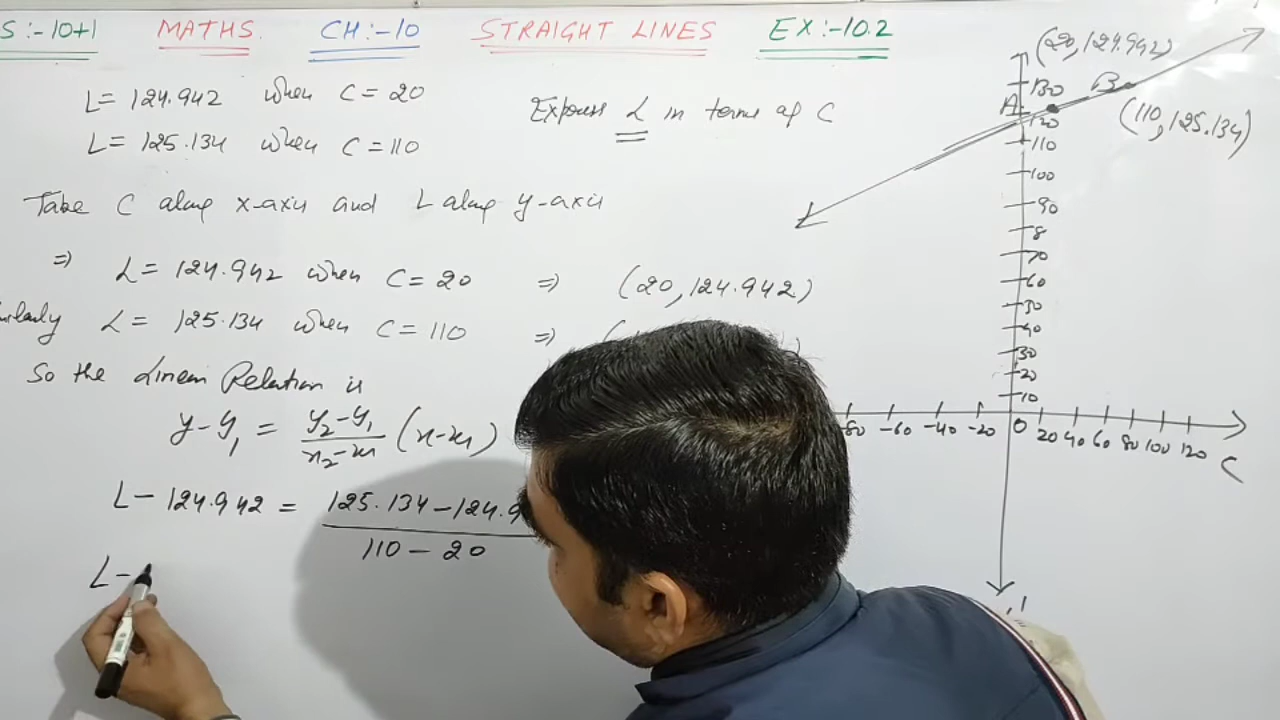 S :- 10+1 MATHS. CH :- 10 STRAIGHT LINES EX :- 10.2
L = 124.942 when C = 20
L = 125.134 when C = 110
Express L in terms of C
Take C along x-axis and L along y-axis
⇒ L = 124.942 when C = 20 ⇒ (20, 124.942)
L = 125.134 when C = 110 ⇒ (
So the Linear Relation is
y - y₁ = y₂ - y₁ / x₂ - x₁ (x - x₁)
L - 124.942 = 125.134 - 124.9 / 110 - 20
L -
(20, 124.942)
A B
(110, 125.134)
130
120
110
100
90
8
70
60
30
40
30
20
10
-80 -60 -40 -20 0 20 40 60 80 100 120
C